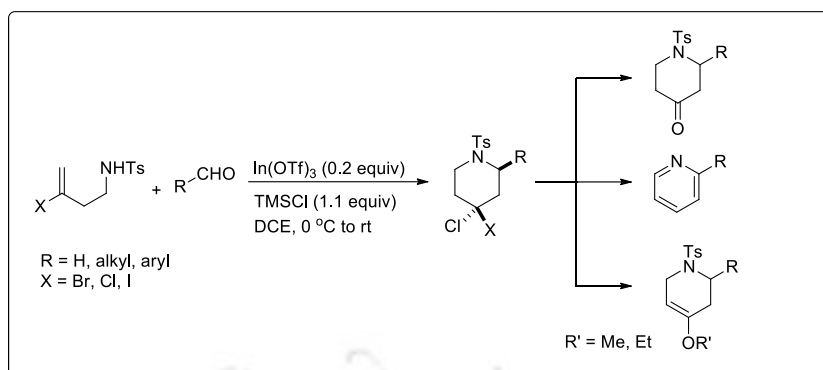 Ts
N
R
O
NHTs
X
+
R
CHO
In(OTf)3 (0.2 equiv)
TMSCl (1.1 equiv)
DCE, 0 °C to rt
Ts
N
R
Cl
X
N
R
R = H, alkyl, aryl
X = Br, Cl, I
Ts
N
R
OR'
R' = Me, Et